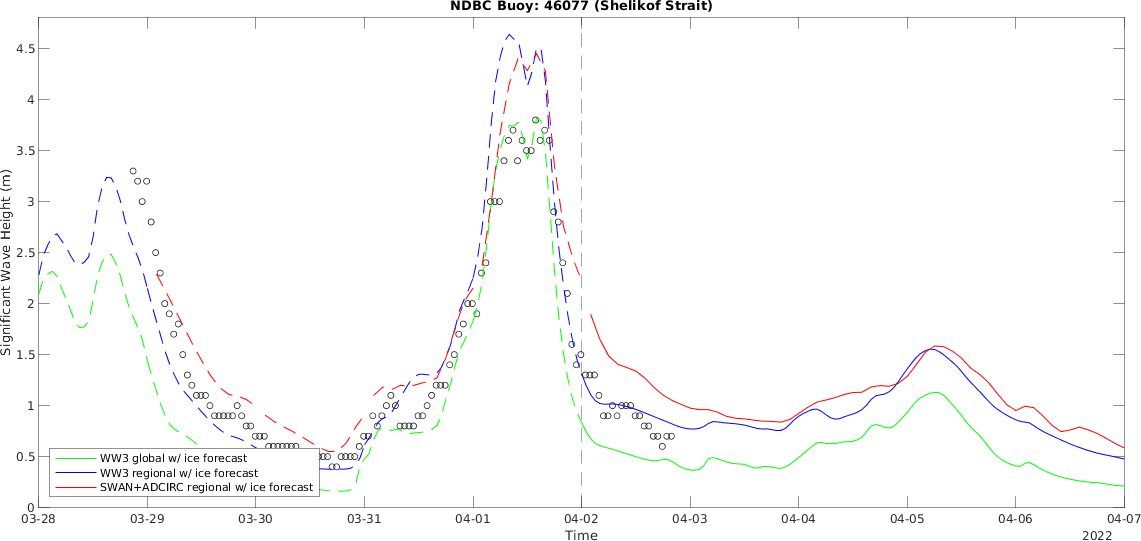 NDBC Buoy: 46077 (Shelikof Strait)
Significant Wave Height (m)
4.5
4
3.5
3
2.5
2
1.5
1
0.5
0
WW3 global w/ ice forecast
WW3 regional w/ ice forecast
SWAN+ADCIRC regional w/ ice forecast
03-28 03-29 03-30 03-31 04-01 04-02 04-03 04-04 04-05 04-06 04-07
Time
2022